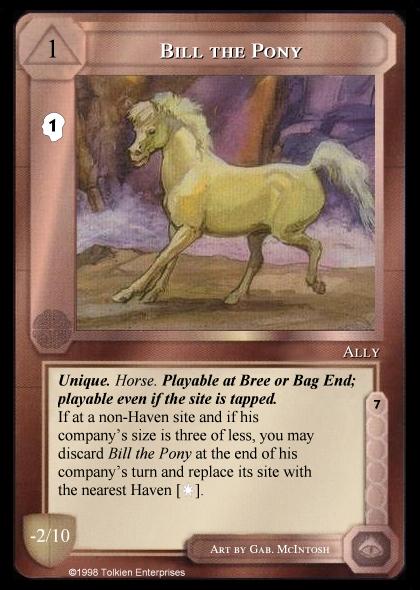 1
BILL THE PONY
1
ALLY
Unique. Horse. Playable at Bree or Bag End;
playable even if the site is tapped.
If at a non-Haven site and if his
company's size is three of less, you may
discard Bill the Pony at the end of his
company's turn and replace its site with
the nearest Haven [☀].
7
-2/10
ART BY GAB. MCINTOSH
©1998 Tolkien Enterprises